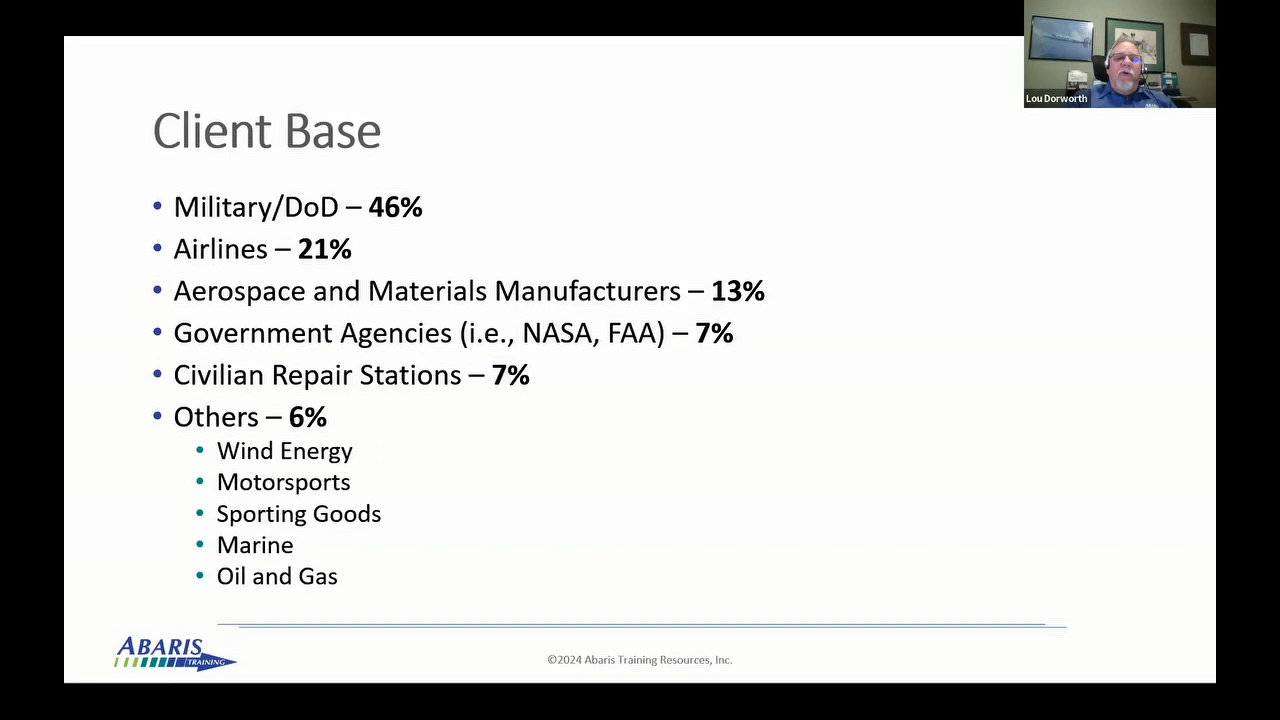 Lou Dorworth
Client Base
• Military/DoD – 46%
• Airlines – 21%
• Aerospace and Materials Manufacturers – 13%
• Government Agencies (i.e., NASA, FAA) – 7%
• Civilian Repair Stations – 7%
• Others – 6%
• Wind Energy
• Motorsports
• Sporting Goods
• Marine
• Oil and Gas
ABARIS
TRAINING
©2024 Abaris Training Resources, Inc.